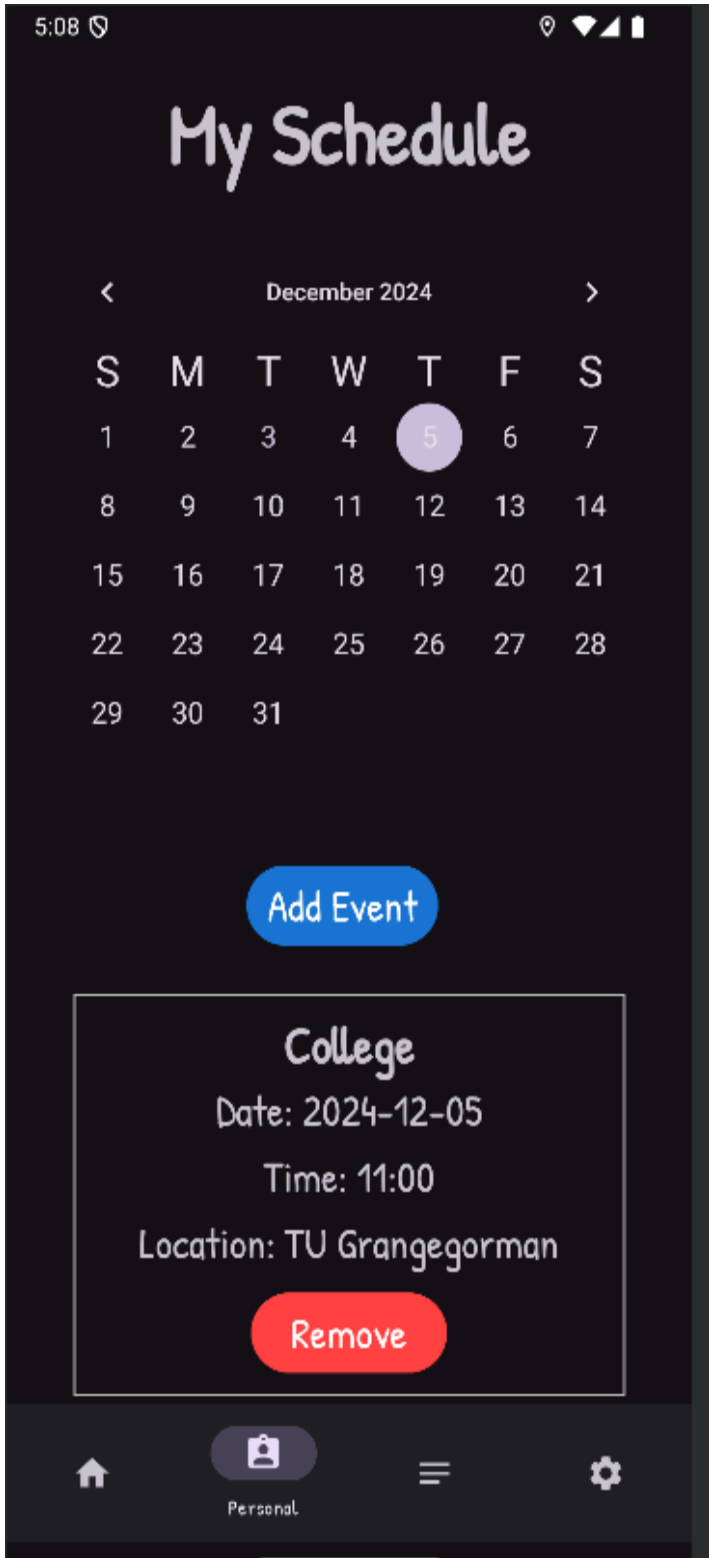 5:08
My Schedule
December 2024
S M T W T F S
1 2 3 4 5 6 7
8 9 10 11 12 13 14
15 16 17 18 19 20 21
22 23 24 25 26 27 28
29 30 31
Add Event
College
Date: 2024-12-05
Time: 11:00
Location: TU Grangegorman
Remove
Personal